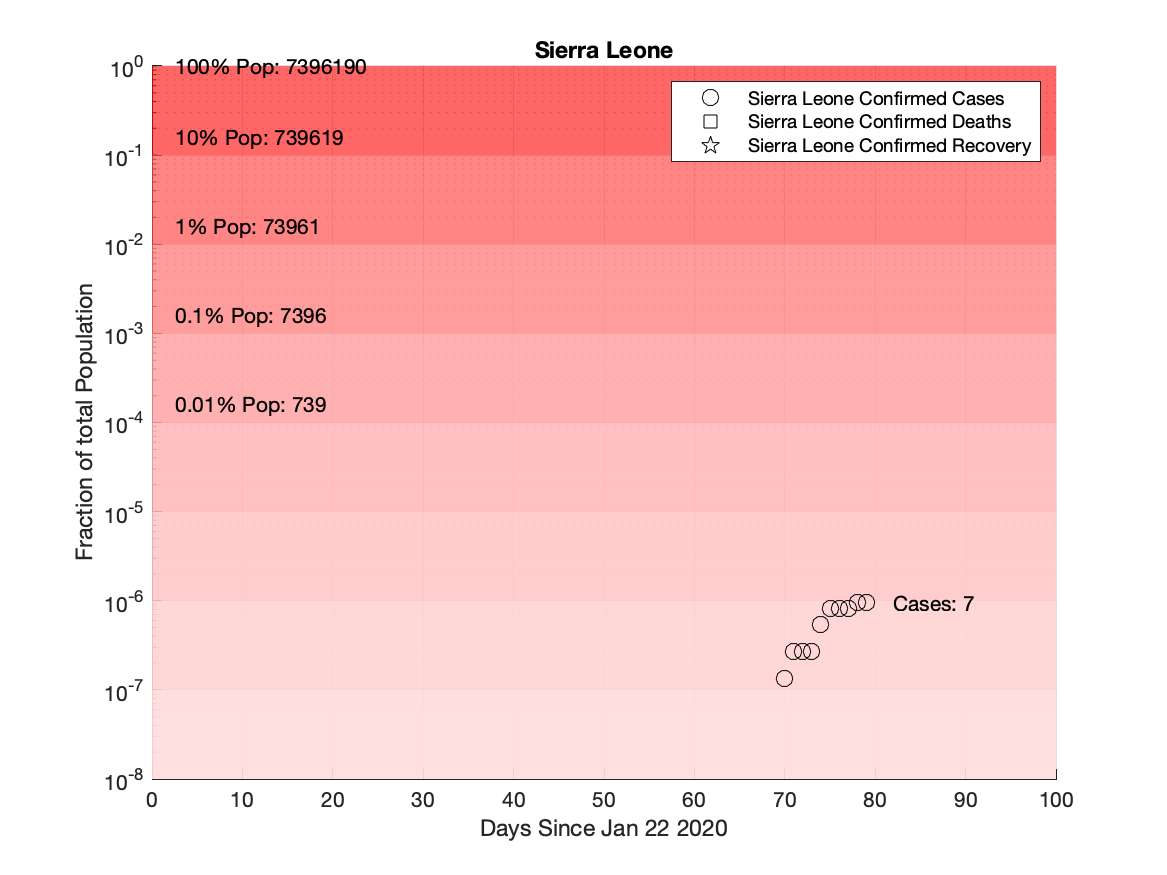 Sierra Leone
10^0
100% Pop: 7396190
Sierra Leone Confirmed Cases
Sierra Leone Confirmed Deaths
Sierra Leone Confirmed Recovery
10% Pop: 739619
10^-1
1% Pop: 73961
10^-2
0.1% Pop: 7396
10^-3
0.01% Pop: 739
10^-4
10^-5
10^-6
Cases: 7
10^-7
10^-8
Fraction of total Population
0 10 20 30 40 50 60 70 80 90 100
Days Since Jan 22 2020